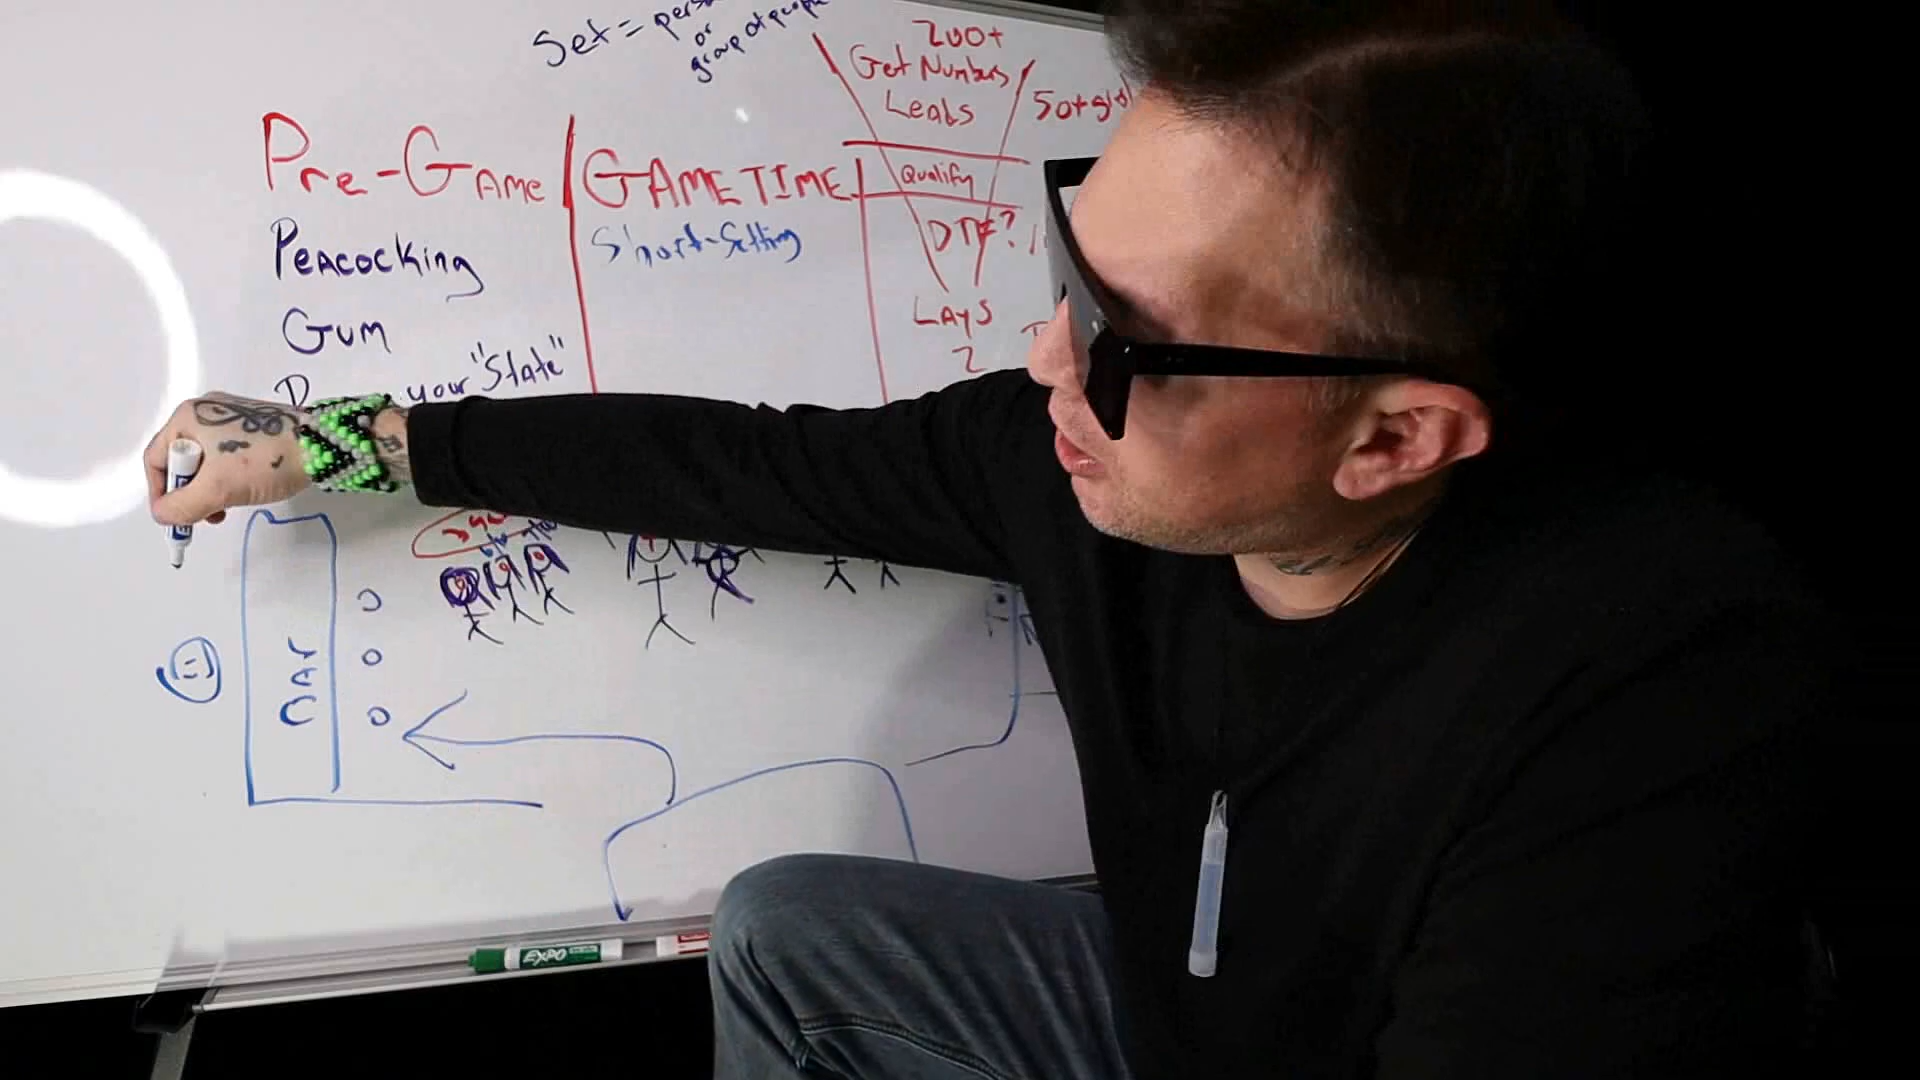 Set = person
or
group of people
200+
Get Numbers
Leads
50+
Pre-Game
GAMETIME
Qualify
Peacocking
Short-Setting
DTF?
Gum
Lays
2
your "State"
BAR
EXPO